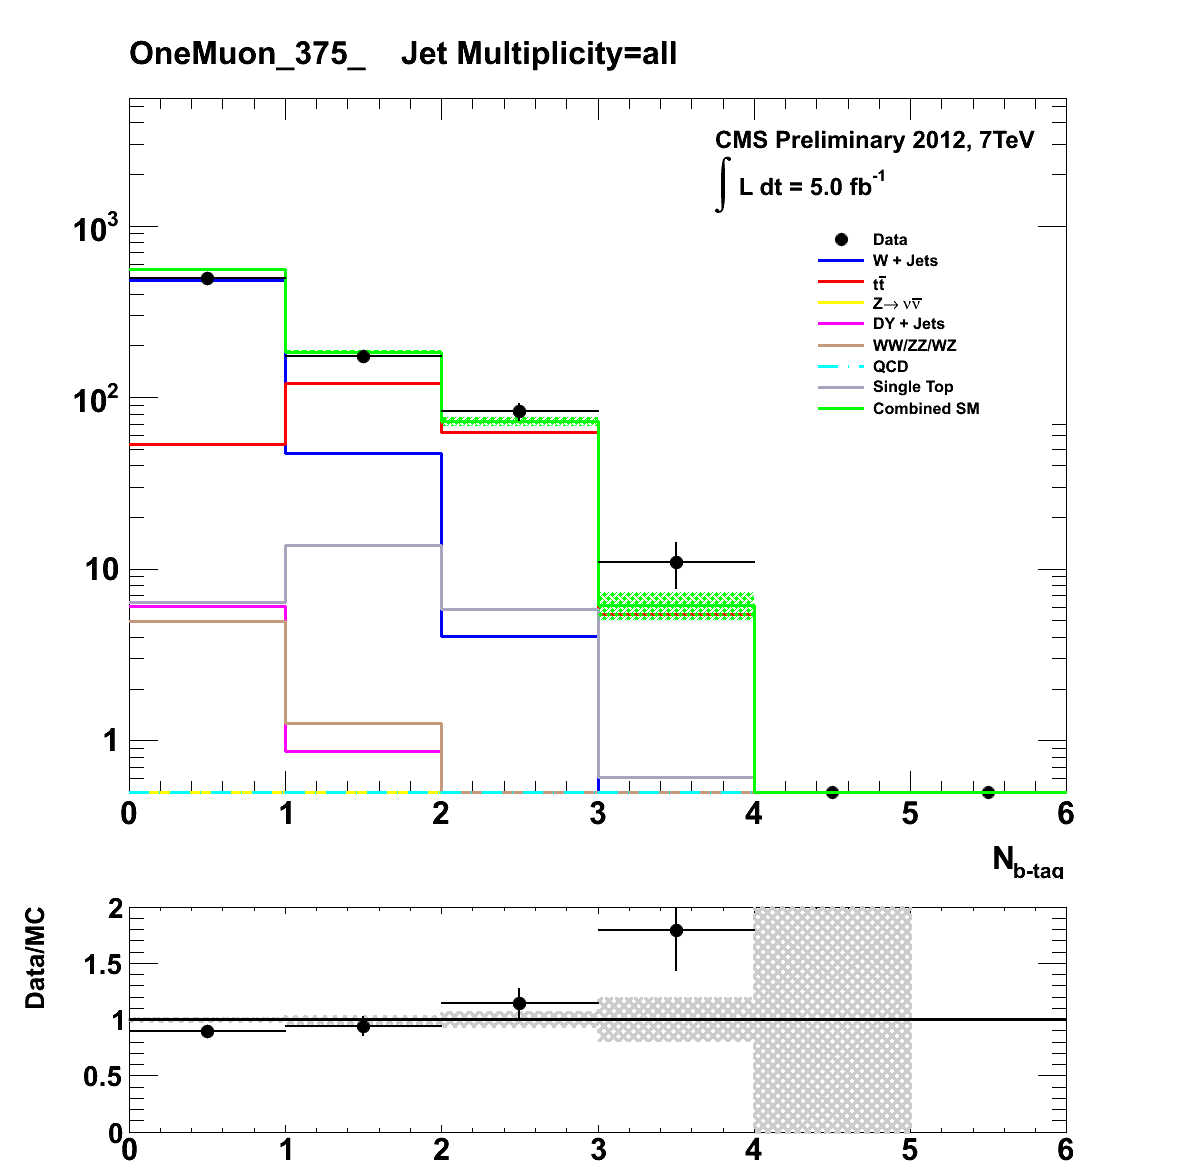 OneMuon_375_ Jet Multiplicity=all
CMS Preliminary 2012, 7TeV
∫ L dt = 5.0 fb⁻¹
10³
10²
10
1
Data
W + Jets
tt̅
Z→ νν̅
DY + Jets
WW/ZZ/WZ
QCD
Single Top
Combined SM
0 1 2 3 4 5 6
N_b-tag
Data/MC
2
1.5
1
0.5
0
0 1 2 3 4 5 6